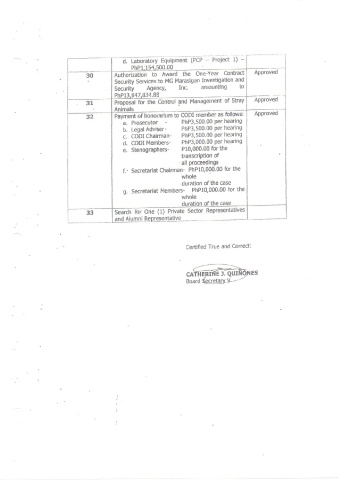 d. Laboratory Equipment (PCF - Project 1) –
PhP1,164,500.00
30 Authorization to Award the One-Year Contract Approved
Security Services to MG Marasigan Investigation and
Security Agency, Inc. amounting to
PhP13,647,834.88
31 Proposal for the Control and Management of Stray Approved
Animals
32 Payment of honorarium to CODI member as follows: Approved
a. Prosecutor - PhP3,500.00 per hearing
b. Legal Adviser - PhP3,500.00 per hearing
c. CODI Chairman- PhP3,500.00 per hearing
d. CODI Members- PhP3,000.00 per hearing
e. Stenographers- P10,000.00 for the
transcription of
all proceedings
f. Secretariat Chairman- PhP10,000.00 for the
whole
duration of the case
g. Secretariat Members- PhP10,000.00 for the
whole
duration of the case
33 Search for One (1) Private Sector Representatives
and Alumni Representative
Certified True and Correct:
CATHERINE J. QUIÑONES
Board Secretary V